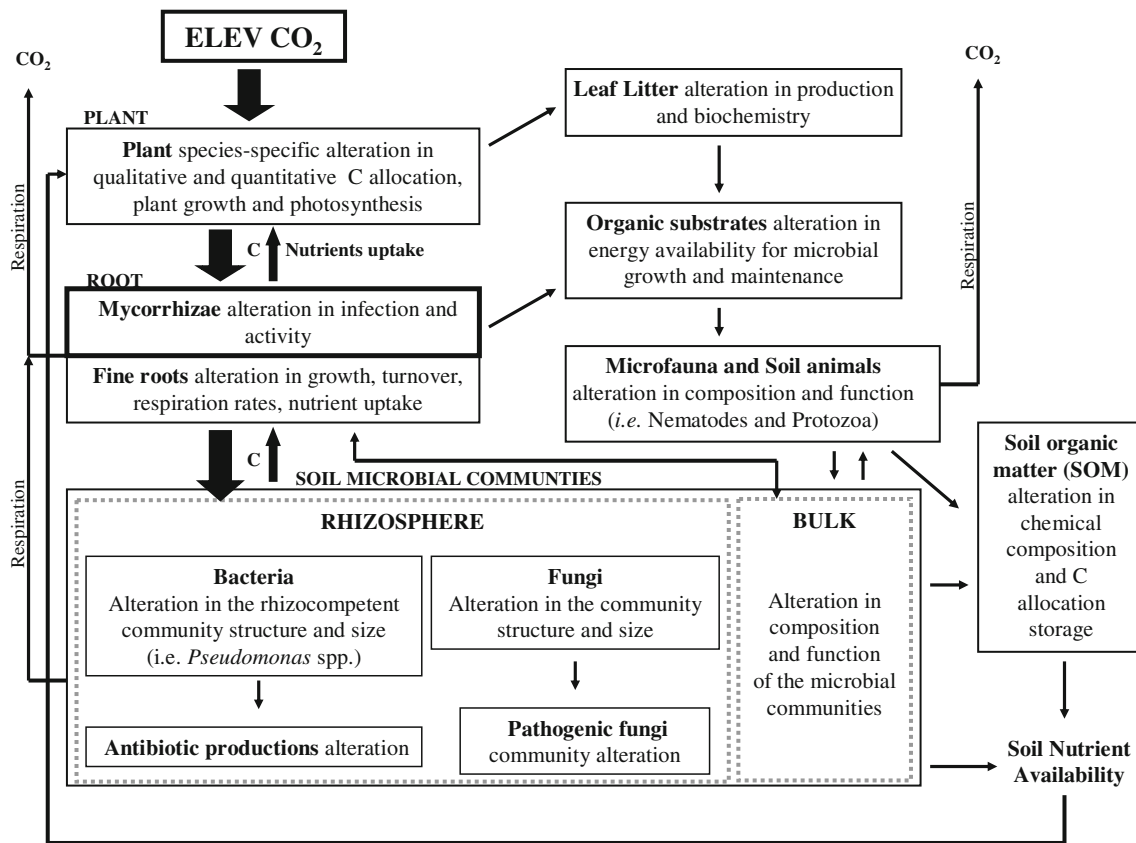 ELEV CO₂
CO₂
CO₂
Leaf Litter alteration in production
and biochemistry
PLANT
Plant species-specific alteration in
qualitative and quantitative C allocation,
plant growth and photosynthesis
Respiration
Organic substrates alteration in
energy availability for microbial
growth and maintenance
Respiration
C
Nutrients uptake
ROOT
Mycorrhizae alteration in infection and
activity
Fine roots alteration in growth, turnover,
respiration rates, nutrient uptake
Microfauna and Soil animals
alteration in composition and function
(i.e. Nematodes and Protozoa)
C
SOIL MICROBIAL COMMUNTIES
Soil organic
matter (SOM)
alteration in
chemical
composition
and C
allocation
storage
Respiration
RHIZOSPHERE
BULK
Bacteria
Alteration in the rhizocompetent
community structure and size
(i.e. Pseudomonas spp.)
Fungi
Alteration in the community
structure and size
Alteration in
composition
and function
of the microbial
communities
Antibiotic productions alteration
Pathogenic fungi
community alteration
Soil Nutrient
Availability